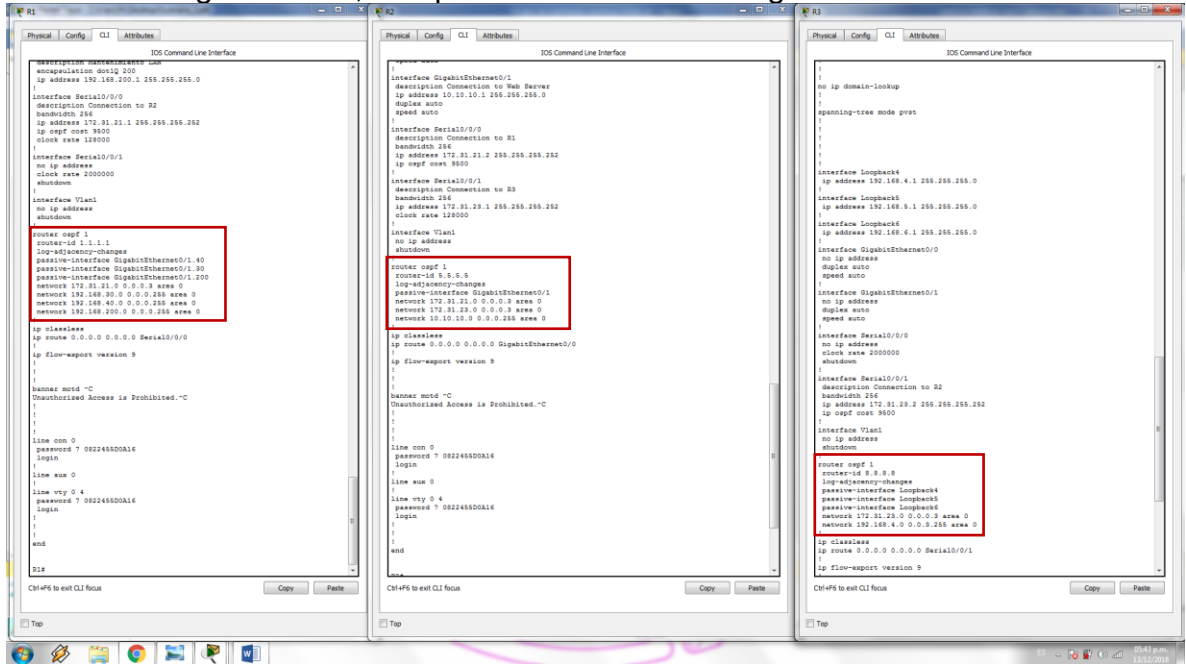 R1
Physical Config CLI Attributes
IOS Command Line Interface
description Mantenimiento LAN
encapsulation dot1Q 200
ip address 192.168.200.1 255.255.255.0
!
interface Serial0/0/0
description Connection to R2
bandwidth 256
ip address 172.31.21.1 255.255.255.252
ip ospf cost 9500
clock rate 128000
!
interface Serial0/0/1
no ip address
clock rate 2000000
shutdown
!
interface Vlan1
no ip address
shutdown
!
router ospf 1
router-id 1.1.1.1
log-adjacency-changes
passive-interface GigabitEthernet0/1.40
passive-interface GigabitEthernet0/1.30
passive-interface GigabitEthernet0/1.200
network 172.31.21.0 0.0.0.3 area 0
network 192.168.30.0 0.0.0.255 area 0
network 192.168.40.0 0.0.0.255 area 0
network 192.168.200.0 0.0.0.255 area 0
!
ip classless
ip route 0.0.0.0 0.0.0.0 Serial0/0/0
!
ip flow-export version 9
!
!
!
banner motd ^C
Unauthorized Access is Prohibited.^C
!
!
!
!
line con 0
password 7 0822455D0A16
login
!
line aux 0
!
line vty 0 4
password 7 0822455D0A16
login
!
!
!
end
R1#
Ctrl+F6 to exit CLI focus
Copy Paste
Top
R2
Physical Config CLI Attributes
IOS Command Line Interface
!
interface GigabitEthernet0/1
description Connection to Web Server
ip address 10.10.10.1 255.255.255.0
duplex auto
speed auto
!
interface Serial0/0/0
description Connection to R1
bandwidth 256
ip address 172.31.21.2 255.255.255.252
ip ospf cost 9500
!
interface Serial0/0/1
description Connection to R3
bandwidth 256
ip address 172.31.23.1 255.255.255.252
clock rate 128000
!
interface Vlan1
no ip address
shutdown
!
router ospf 1
router-id 5.5.5.5
log-adjacency-changes
passive-interface GigabitEthernet0/1
network 172.31.21.0 0.0.0.3 area 0
network 172.31.23.0 0.0.0.3 area 0
network 10.10.10.0 0.0.0.255 area 0
!
ip classless
ip route 0.0.0.0 0.0.0.0 GigabitEthernet0/0
!
ip flow-export version 9
!
!
!
banner motd ^C
Unauthorized Access is Prohibited.^C
!
!
!
!
line con 0
password 7 0822455D0A16
login
!
line aux 0
!
line vty 0 4
password 7 0822455D0A16
login
!
!
!
end
Ctrl+F6 to exit CLI focus
Copy Paste
Top
R3
Physical Config CLI Attributes
IOS Command Line Interface
!
!
no ip domain-lookup
!
!
spanning-tree mode pvst
!
!
!
!
!
!
interface Loopback4
ip address 192.168.4.1 255.255.255.0
!
interface Loopback5
ip address 192.168.5.1 255.255.255.0
!
interface Loopback6
ip address 192.168.6.1 255.255.255.0
!
interface GigabitEthernet0/0
no ip address
duplex auto
speed auto
!
interface GigabitEthernet0/1
no ip address
duplex auto
speed auto
!
interface Serial0/0/0
no ip address
clock rate 2000000
shutdown
!
interface Serial0/0/1
description Connection to R2
bandwidth 256
ip address 172.31.23.2 255.255.255.252
ip ospf cost 9500
!
interface Vlan1
no ip address
shutdown
!
router ospf 1
router-id 8.8.8.8
log-adjacency-changes
passive-interface Loopback4
passive-interface Loopback5
passive-interface Loopback6
network 172.31.23.0 0.0.0.3 area 0
network 192.168.4.0 0.0.3.255 area 0
!
ip classless
ip route 0.0.0.0 0.0.0.0 Serial0/0/1
!
ip flow-export version 9
Ctrl+F6 to exit CLI focus
Copy Paste
Top
05:43 p.m.
13/12/2018